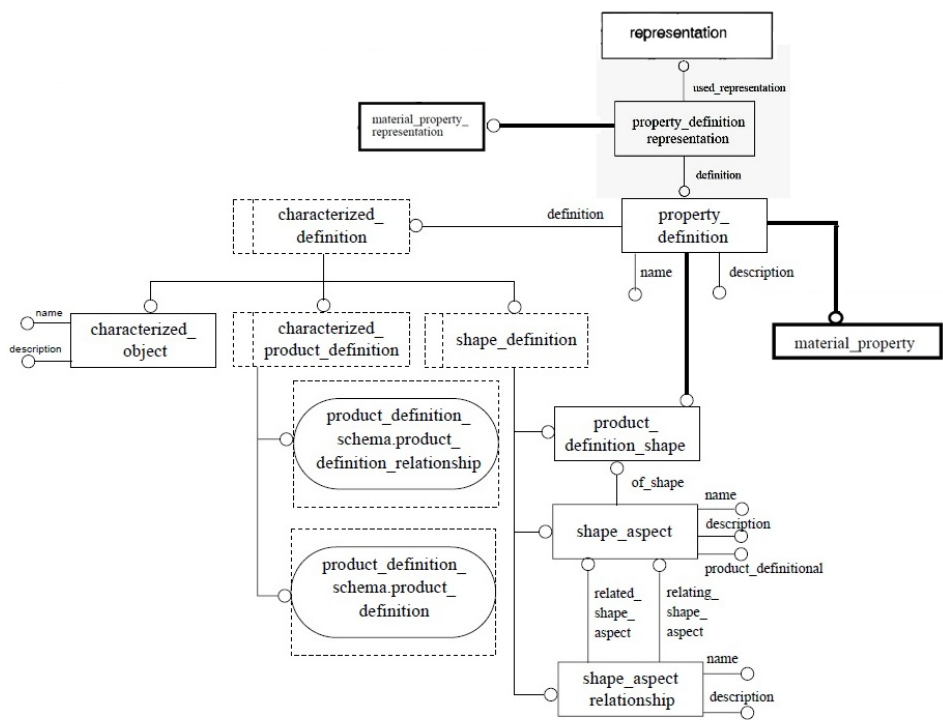 representation
used_representation
material_property_
representation
property_definition
representation
definition
characterized_
definition
definition
property_
definition
name
description
name
description
characterized_
object
characterized_
product_definition
shape_definition
material_property
product_definition_
schema.product_
definition_relationship
product_
definition_shape
of_shape
name
description
product_definitional
shape_aspect
product_definition_
schema.product_
definition
related_
shape_
aspect
relating_
shape_
aspect
shape_aspect
relationship
name
description